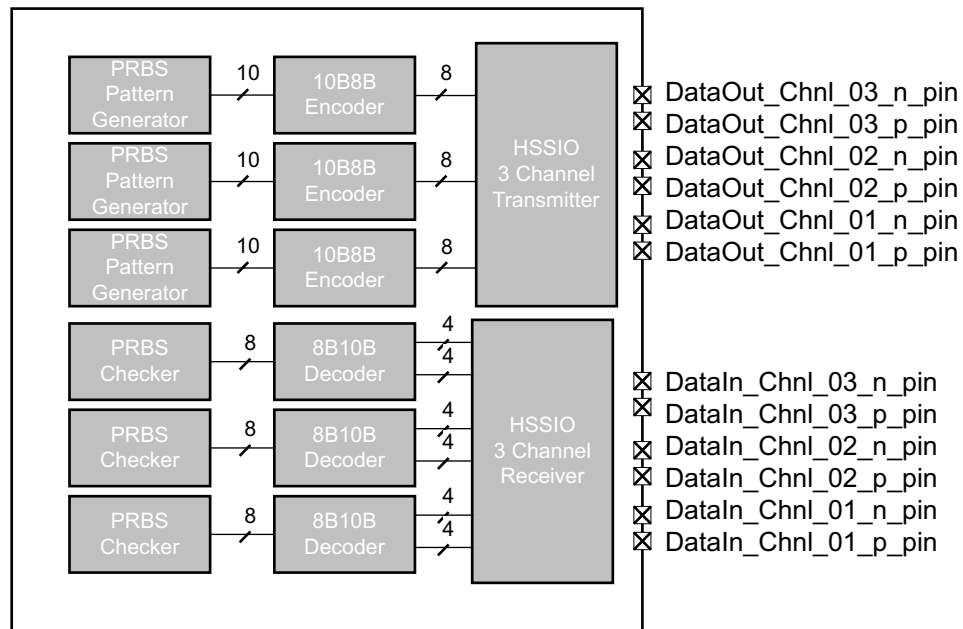 PRBS
Pattern
Generator
10
10B8B
Encoder
8
PRBS
Pattern
Generator
10
10B8B
Encoder
8
PRBS
Pattern
Generator
10
10B8B
Encoder
8
HSSIO
3 Channel
Transmitter
DataOut_Chnl_03_n_pin
DataOut_Chnl_03_p_pin
DataOut_Chnl_02_n_pin
DataOut_Chnl_02_p_pin
DataOut_Chnl_01_n_pin
DataOut_Chnl_01_p_pin
PRBS
Checker
8
8B10B
Decoder
4
4
PRBS
Checker
8
8B10B
Decoder
4
4
PRBS
Checker
8
8B10B
Decoder
4
4
HSSIO
3 Channel
Receiver
DataIn_Chnl_03_n_pin
DataIn_Chnl_03_p_pin
DataIn_Chnl_02_n_pin
DataIn_Chnl_02_p_pin
DataIn_Chnl_01_n_pin
DataIn_Chnl_01_p_pin